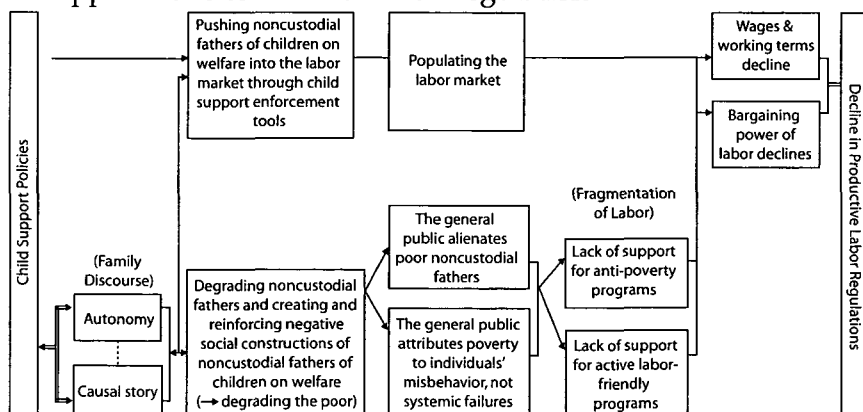 Pushing noncustodial
fathers of children on
welfare into the labor
market through child
support enforcement
tools
Populating the
labor market
Wages &
working terms
decline
Bargaining
power of
labor declines
Child Support Policies
Decline in Productive Labor Regulations
(Family
Discourse)
Autonomy
Causal story
Degrading noncustodial
fathers and creating and
reinforcing negative
social constructions of
noncustodial fathers of
children on welfare
(→ degrading the poor)
The general
public alienates
poor noncustodial
fathers
The general public
attributes poverty
to individuals'
misbehavior, not
systemic failures
(Fragmentation
of Labor)
Lack of support
for anti-poverty
programs
Lack of support
for active labor-
friendly
programs